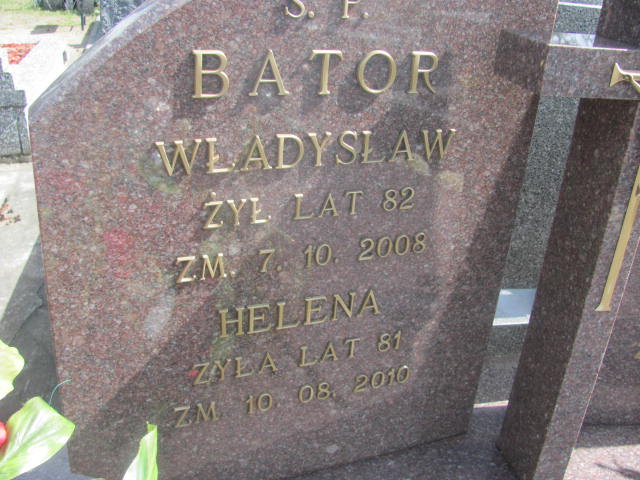 Ś. P.
BATOR
WŁADYSŁAW
ŻYŁ LAT 82
ZM. 7. 10. 2008
HELENA
ŻYŁA LAT 81
ZM. 10. 08. 2010